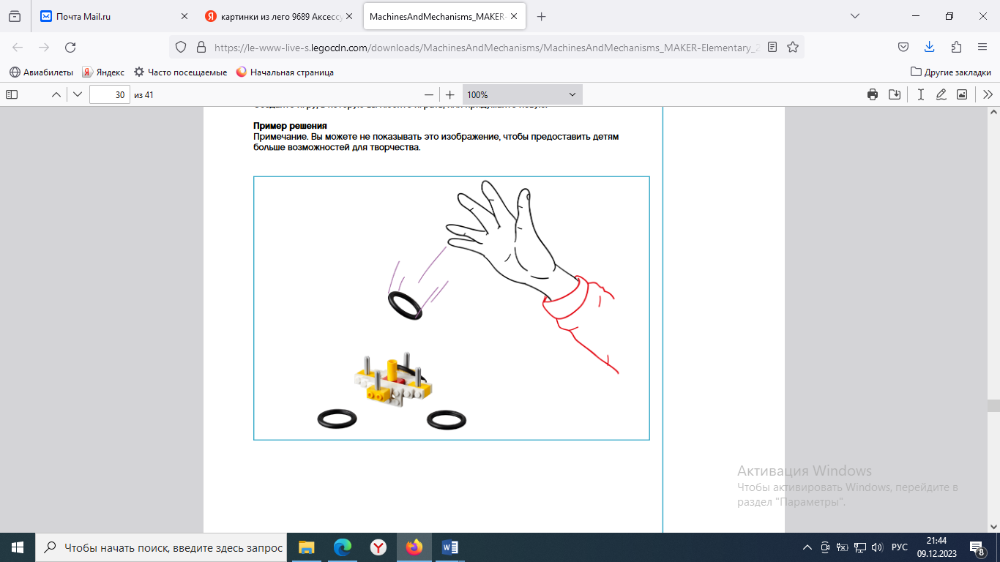 Почта Mail.ru
картинки из лего 9689 Аксессу
MachinesAndMechanisms_MAKER-
https://le-www-live-s.legocdn.com/downloads/MachinesAndMechanisms/MachinesAndMechanisms_MAKER-Elementary_2
Авиабилеты
Яндекс
Часто посещаемые
Начальная страница
Другие закладки
30 из 41
100%
Пример решения
Примечание. Вы можете не показывать это изображение, чтобы предоставить детям
больше возможностей для творчества.
Активация Windows
Чтобы активировать Windows, перейдите в
раздел "Параметры".
Чтобы начать поиск, введите здесь запрос
РУС
21:44
09.12.2023
8